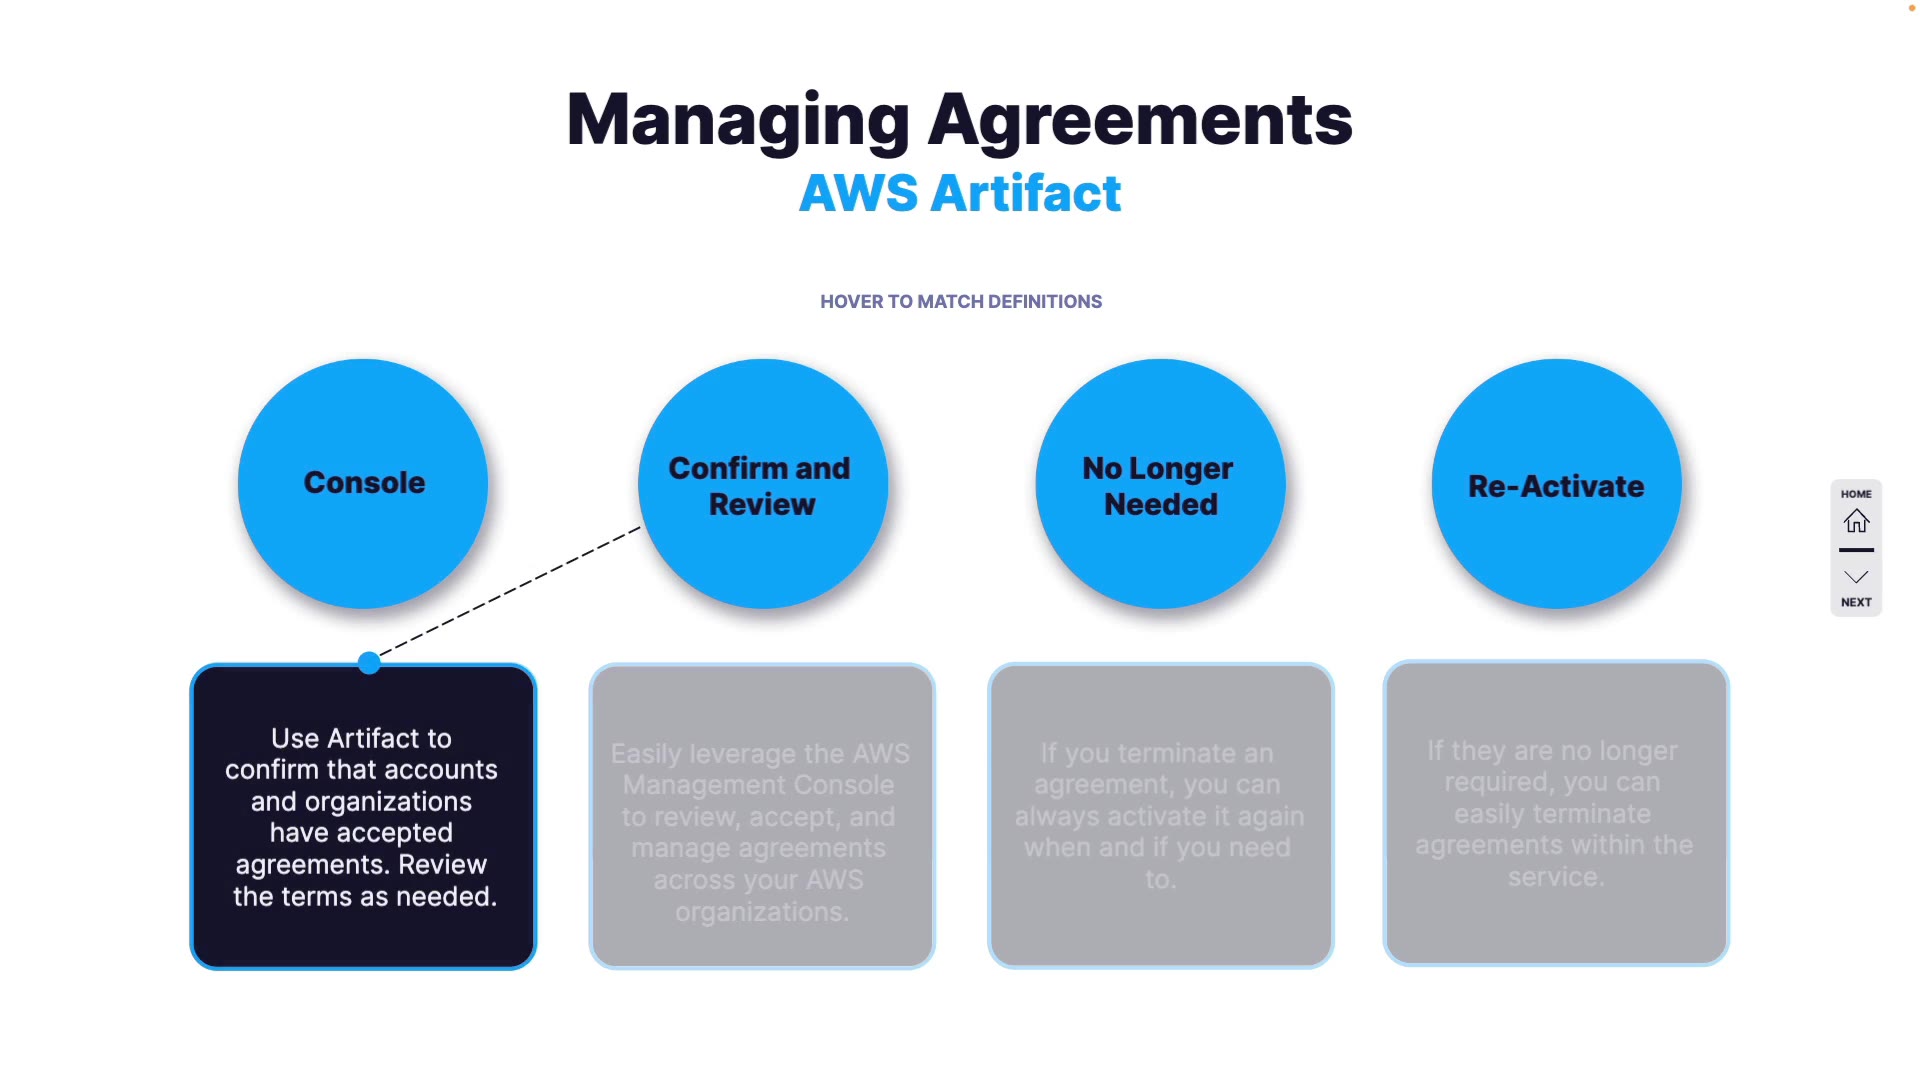 Managing Agreements
AWS Artifact
HOVER TO MATCH DEFINITIONS
Console
Confirm and
Review
No Longer
Needed
Re-Activate
HOME
NEXT
Use Artifact to
confirm that accounts
and organizations
have accepted
agreements. Review
the terms as needed.
Easily leverage the AWS
Management Console
to review, accept, and
manage agreements
across your AWS
organizations.
If you terminate an
agreement, you can
always activate it again
when and if you need
to.
If they are no longer
required, you can
easily terminate
agreements within the
service.